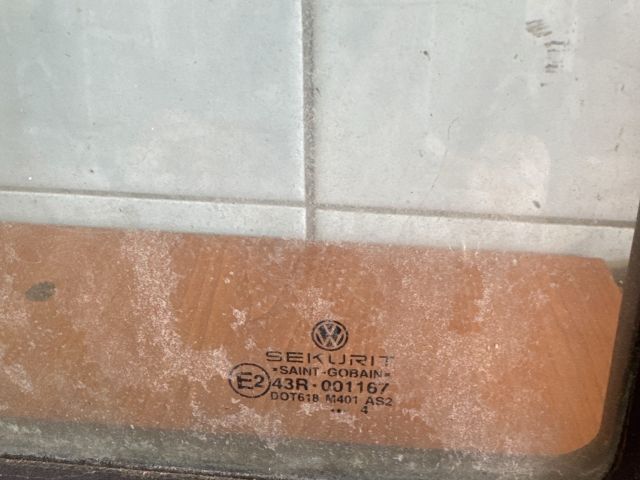 SEKURIT
•SAINT-GOBAIN•
E2 43R-001167
DOT618 M401 AS2
•• 4